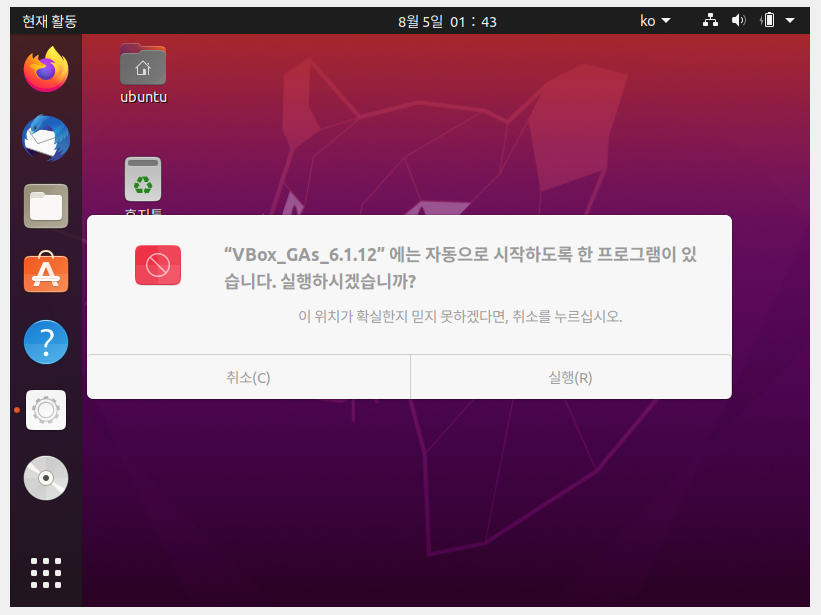 현재 활동
8월 5일 01 : 43
ko
ubuntu
휴지통
“VBox_GAs_6.1.12” 에는 자동으로 시작하도록 한 프로그램이 있
습니다. 실행하시겠습니까?
이 위치가 확실한지 믿지 못하겠다면, 취소를 누르십시오.
취소(C)
실행(R)